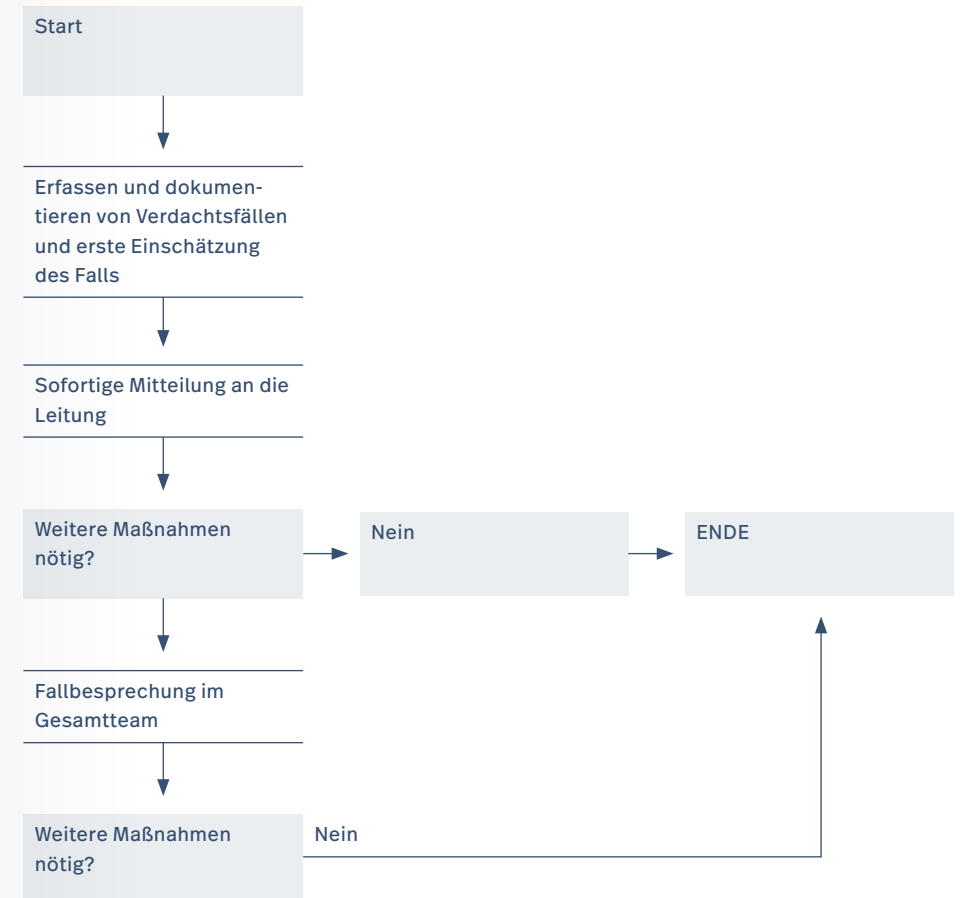 Start
Erfassen und dokumen-
tieren von Verdachtsfällen
und erste Einschätzung
des Falls
Sofortige Mitteilung an die
Leitung
Weitere Maßnahmen
nötig?
Nein
ENDE
Fallbesprechung im
Gesamtteam
Weitere Maßnahmen
nötig?
Nein